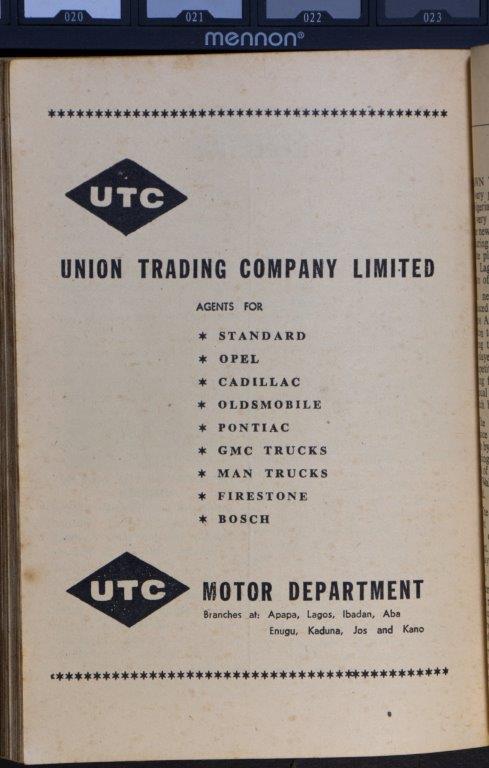 020 021 022 023
mennon®
************************************************
UTC
UNION TRADING COMPANY LIMITED
AGENTS FOR
* STANDARD
* OPEL
* CADILLAC
* OLDSMOBILE
* PONTIAC
* GMC TRUCKS
* MAN TRUCKS
* FIRESTONE
* BOSCH
UTC
MOTOR DEPARTMENT
Branches at: Apapa, Lagos, Ibadan, Aba
Enugu, Kaduna, Jos and Kano
************************************************